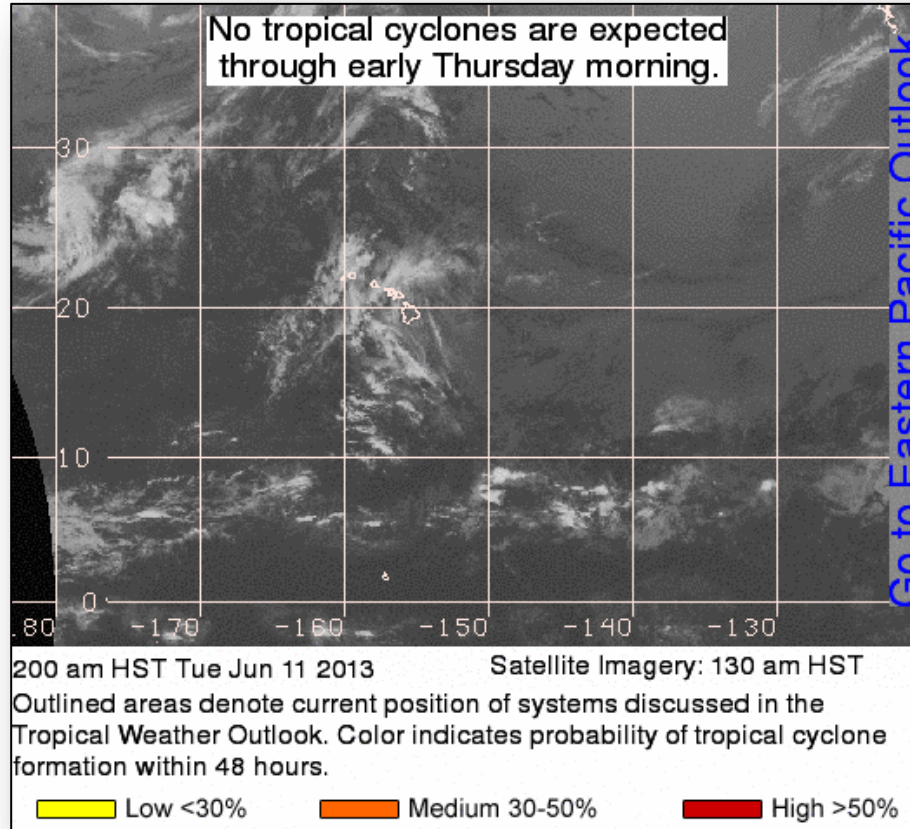 No tropical cyclones are expected
through early Thursday morning.
Go to Eastern Pacific Outlook
30
20
10
0
180 -170 -160 -150 -140 -130
200 am HST Tue Jun 11 2013 Satellite Imagery: 130 am HST
Outlined areas denote current position of systems discussed in the
Tropical Weather Outlook. Color indicates probability of tropical cyclone
formation within 48 hours.
Low <30% Medium 30-50% High >50%